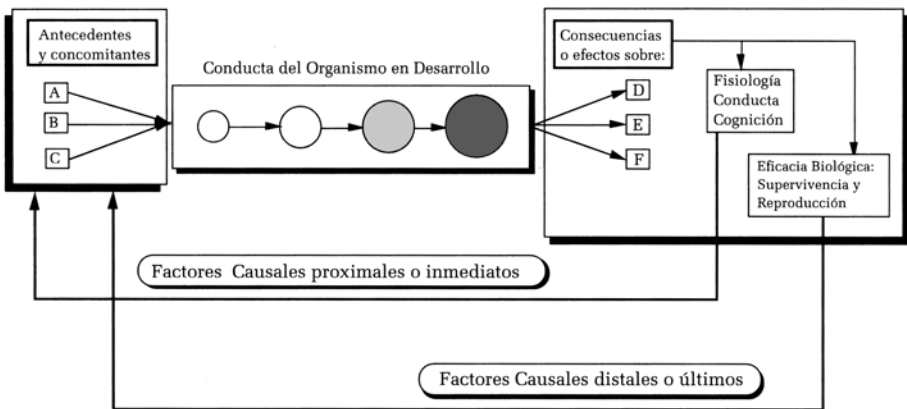 Antecedentes
y concomitantes
A
B
C
Conducta del Organismo en Desarrollo
Consecuencias
o efectos sobre:
D
E
F
Fisiología
Conducta
Cognición
Eficacia Biológica:
Supervivencia y
Reproducción
Factores Causales proximales o inmediatos
Factores Causales distales o últimos